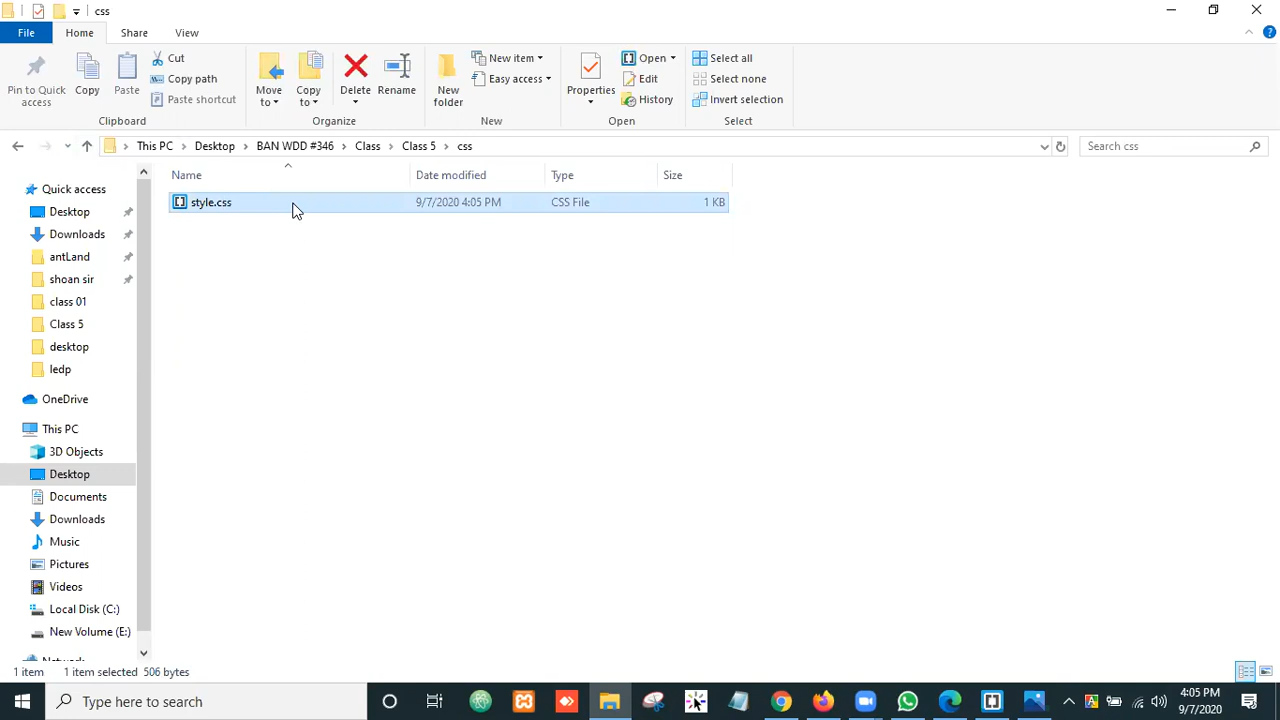 css
File Home Share View
Pin to Quick access
Copy
Paste
Cut
Copy path
Paste shortcut
Clipboard
Move to
Copy to
Delete
Rename
Organize
New folder
New item
Easy access
New
Properties
Open
Edit
History
Open
Select all
Select none
Invert selection
Select
This PC > Desktop > BAN WDD #346 > Class > Class 5 > css
Search css
Name Date modified Type Size
style.css 9/7/2020 4:05 PM CSS File 1 KB
Quick access
Desktop
Downloads
antLand
shoan sir
class 01
Class 5
desktop
ledp
OneDrive
This PC
3D Objects
Desktop
Documents
Downloads
Music
Pictures
Videos
Local Disk (C:)
New Volume (E:)
Network
1 item 1 item selected 506 bytes
Type here to search
4:05 PM
9/7/2020